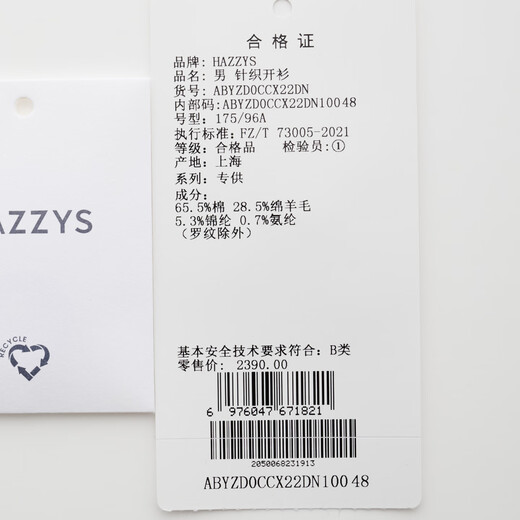 合格证
品牌: HAZZYS
品名: 男 针织开衫
货号: ABYZD0CCX22DN
内部码: ABYZD0CCX22DN10048
号型: 175/96A
执行标准: FZ/T 73005-2021
等级: 合格品 检验员:①
产地: 上海
系列: 专供
成分:
65.5%棉 28.5%绵羊毛
5.3%锦纶 0.7%氨纶
(罗纹除外)
基本安全技术要求符合: B类
零售价: 2390.00
6 976047 671821
2050068231913
ABYZD0CCX22DN10048
AZZYS
RECYCLE